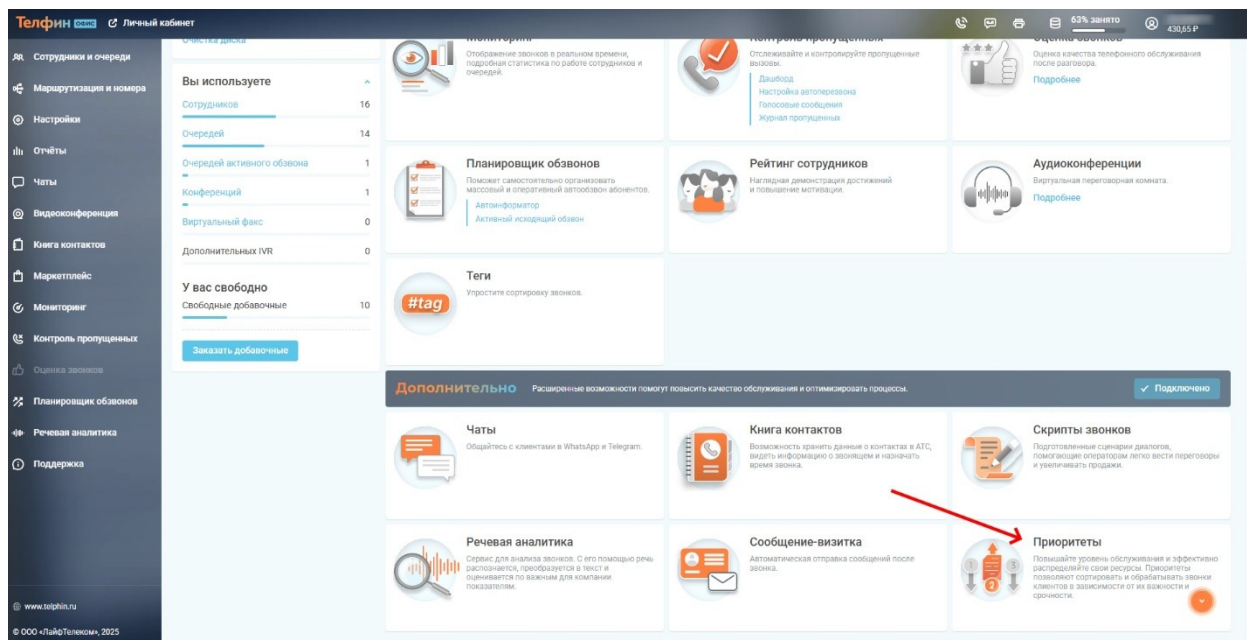 Телфин ОФИС
Личный кабинет
63% занято
430,65 ₽
Сотрудники и очереди
Маршрутизация и номера
Настройки
Отчёты
Чаты
Видеоконференция
Книга контактов
Маркетплейс
Мониторинг
Контроль пропущенных
Оценка звонков
Планировщик обзвонов
Речевая аналитика
Поддержка
www.telphin.ru
© ООО «ЛайфТелеком», 2025
Очистка диска
Вы используете
Сотрудников 16
Очередей 14
Очередей активного обзвона 1
Конференций 1
Виртуальный факс 0
Дополнительных IVR 0
У вас свободно
Свободные добавочные 10
Заказать добавочные
Мониторинг
Отображение звонков в реальном времени,
подробная статистика по работе сотрудников и
очередей.
Контроль пропущенных
Отслеживайте и контролируйте пропущенные
вызовы.
Дашборд
Настройка автоперезвона
Голосовые сообщения
Журнал пропущенных
Оценка звонков
Оценка качества телефонного обслуживания
после разговора.
Подробнее
Планировщик обзвонов
Поможет самостоятельно организовать
массовый и оперативный автообзвон абонентов.
Автоинформатор
Активный исходящий обзвон
Рейтинг сотрудников
Наглядная демонстрация достижений
и повышение мотивации.
Аудиоконференции
Виртуальная переговорная комната.
Подробнее
#tag
Теги
Упростите сортировку звонков.
Дополнительно
Расширенные возможности помогут повысить качество обслуживания и оптимизировать процессы.
Подключено
Чаты
Общайтесь с клиентами в WhatsApp и Telegram.
Книга контактов
Возможность хранить данные о контактах в АТС,
видеть информацию о звонящем и назначать
время звонка.
Скрипты звонков
Подготовленные сценарии диалогов,
помогающие операторам легко вести переговоры
и увеличивать продажи.
Речевая аналитика
Сервис для анализа звонков. С его помощью речь
распознается, преобразуется в текст и
оценивается по важным для компании
показателям.
Сообщение-визитка
Автоматическая отправка сообщений после
звонка.
1 2 3
Приоритеты
Повышайте уровень обслуживания и эффективно
распределяйте свои ресурсы. Приоритеты
позволяют сортировать и обрабатывать звонки
клиентов в зависимости от их важности и
срочности.